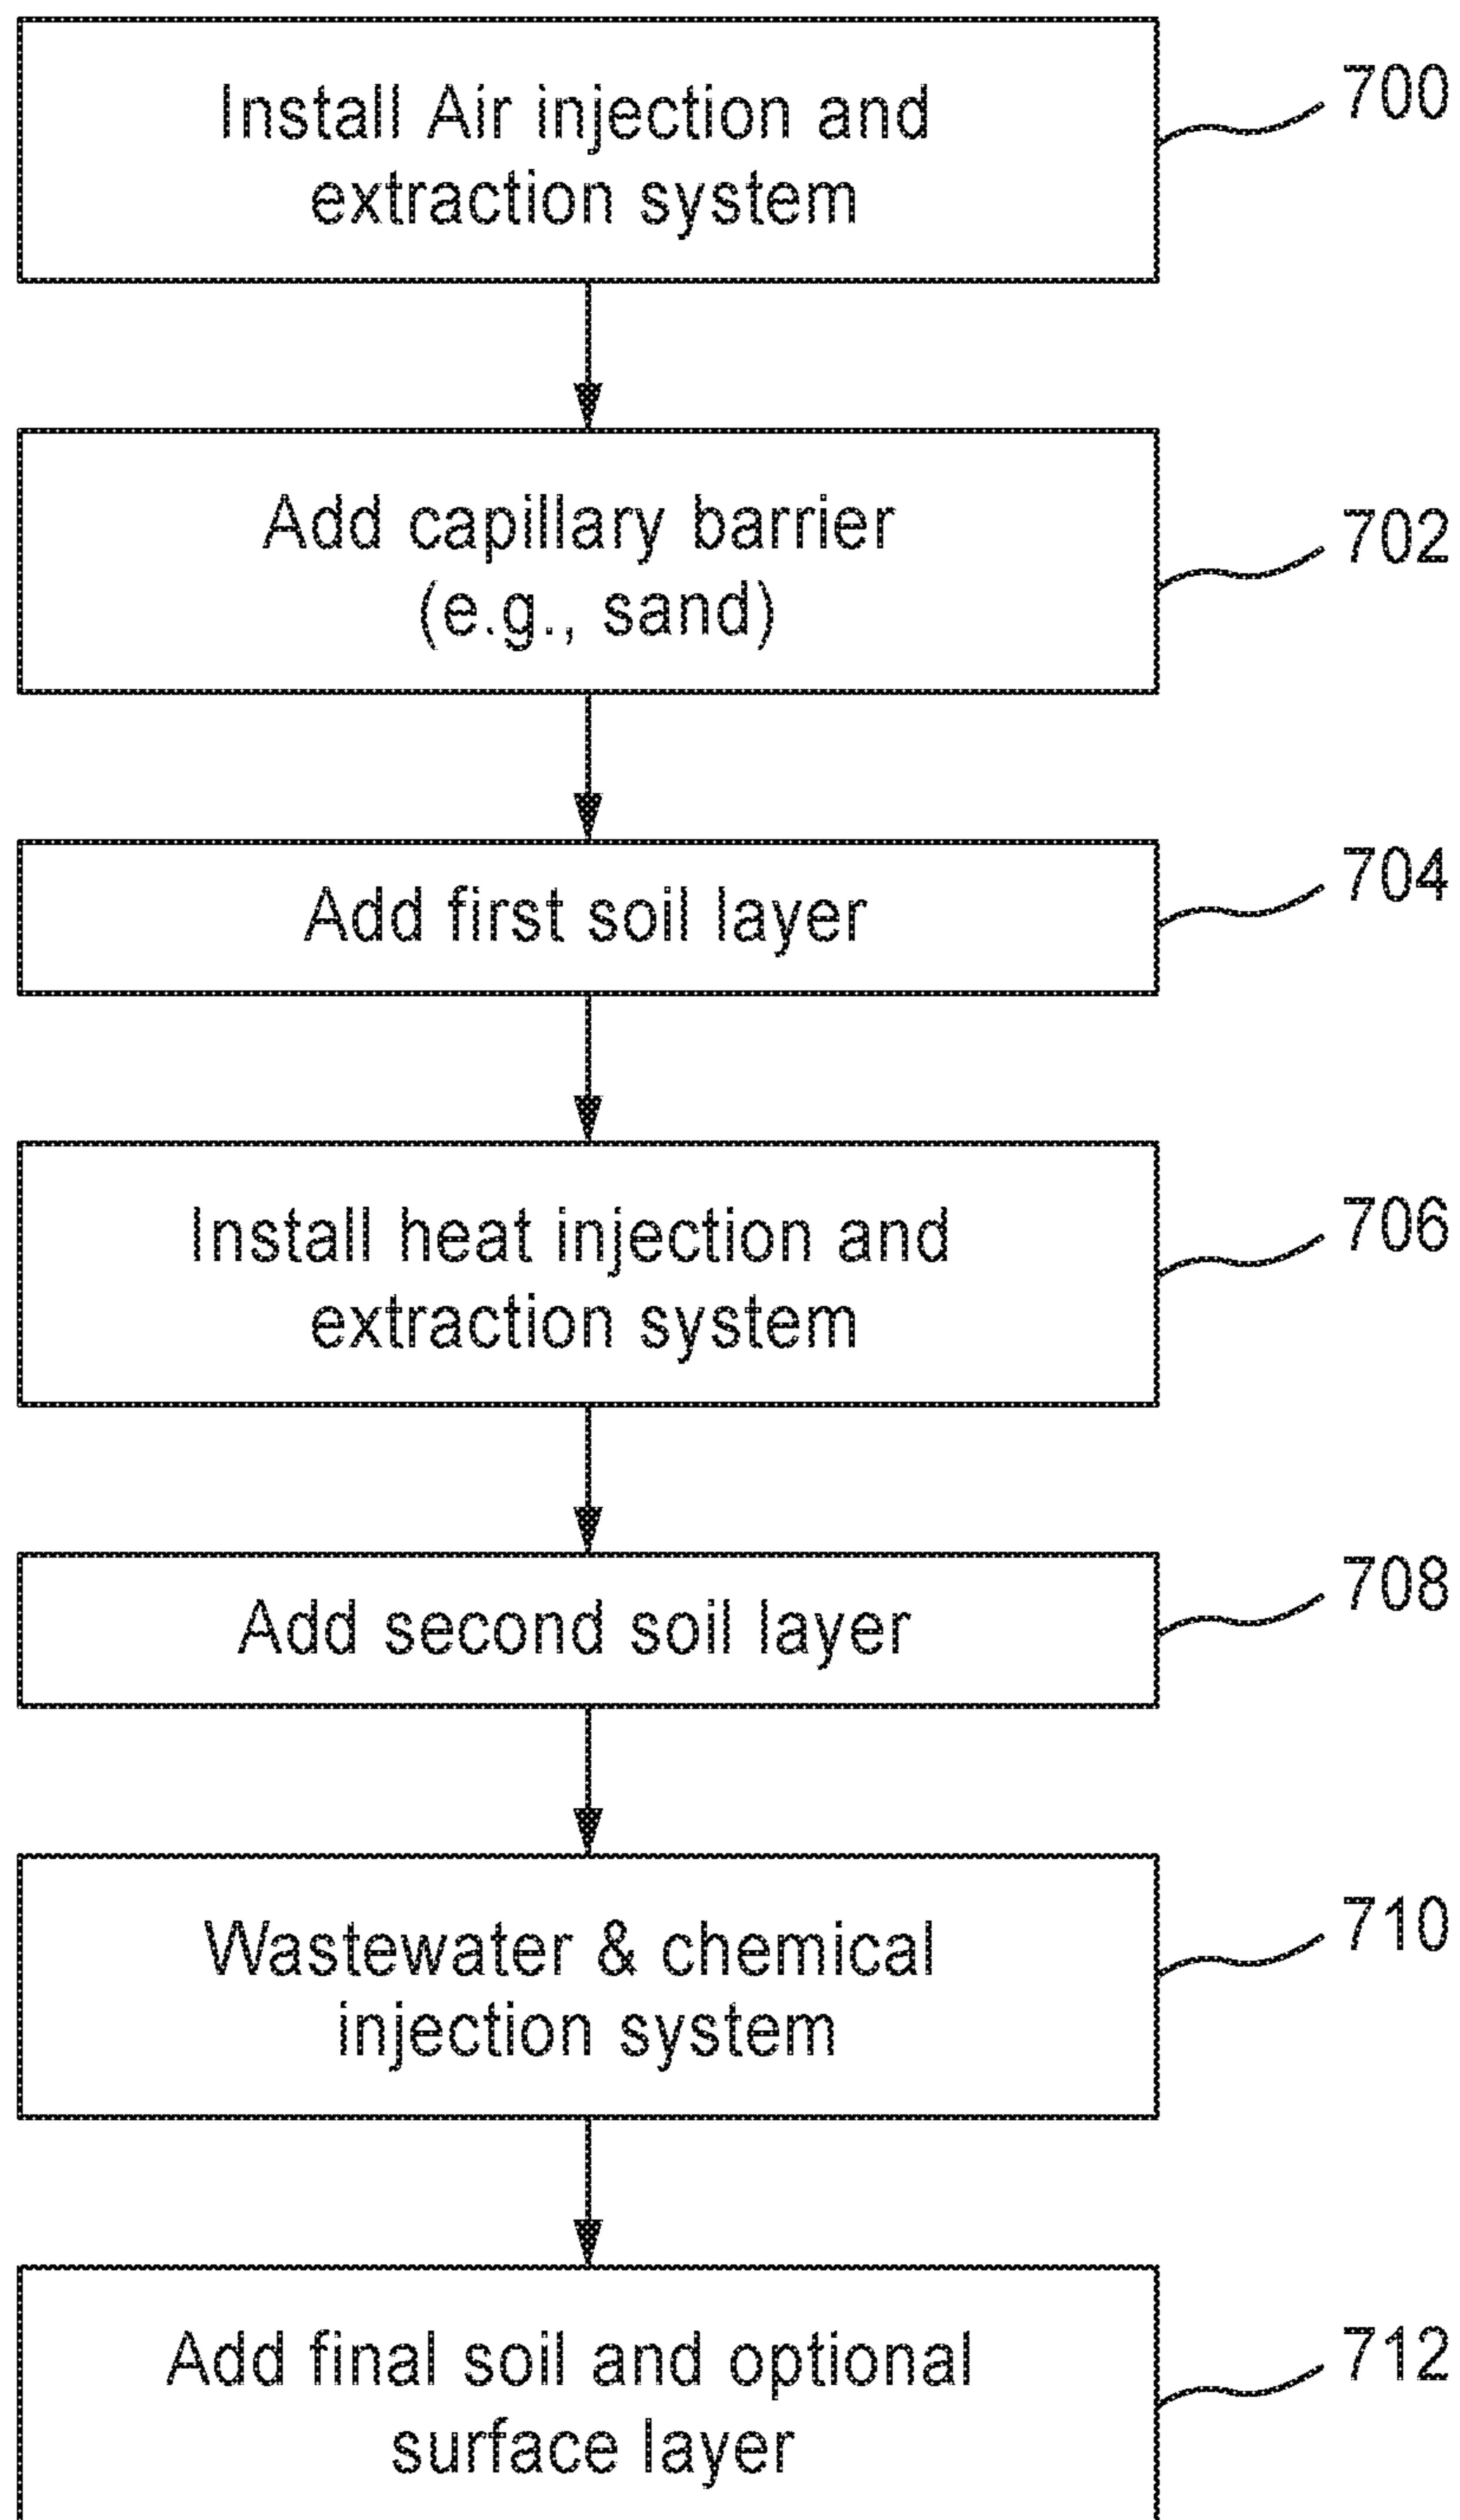 Install Air injection and
extraction system
700
Add capillary barrier
(e.g., sand)
702
Add first soil layer
704
Install heat injection and
extraction system
706
Add second soil layer
708
Wastewater & chemical
injection system
710
Add final soil and optional
surface layer
712